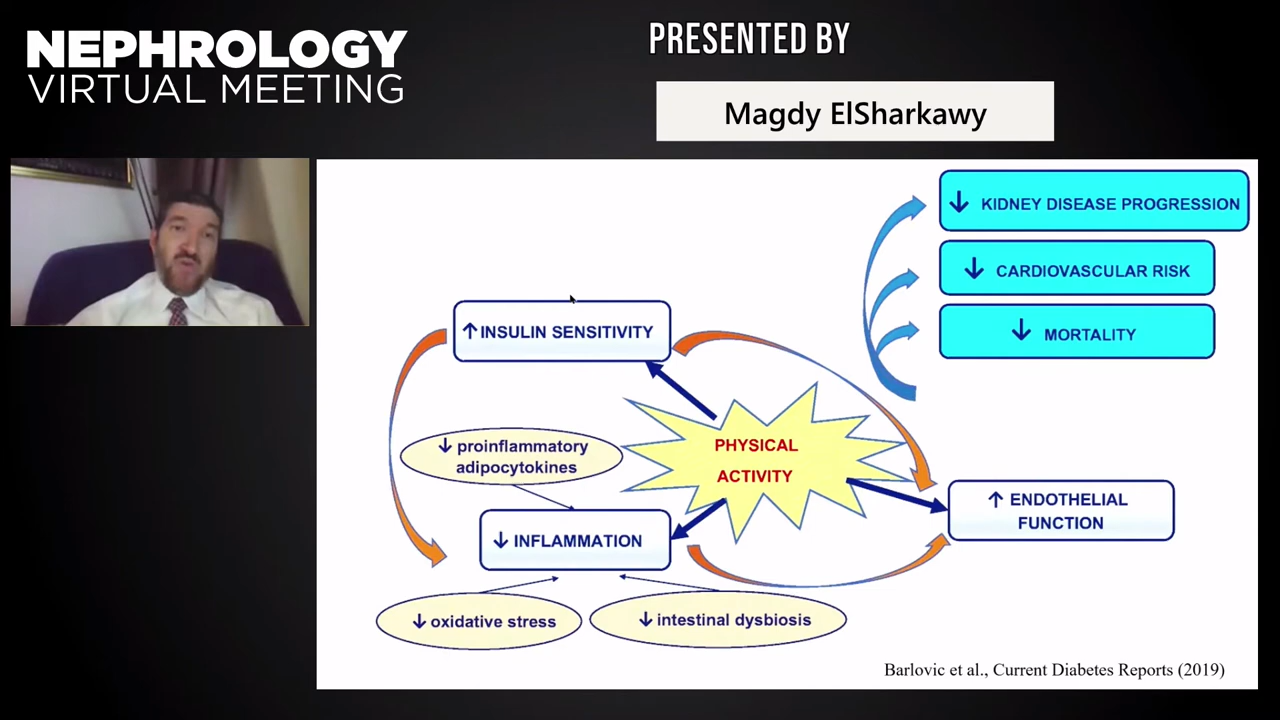 NEPHROLOGY
VIRTUAL MEETING
PRESENTED BY
Magdy ElSharkawy
↓ KIDNEY DISEASE PROGRESSION
↓ CARDIOVASCULAR RISK
↓ MORTALITY
↑ INSULIN SENSITIVITY
PHYSICAL
ACTIVITY
↓ proinflammatory
adipocytokines
↑ ENDOTHELIAL
FUNCTION
↓ INFLAMMATION
↓ oxidative stress
↓ intestinal dysbiosis
Barlovic et al., Current Diabetes Reports (2019)